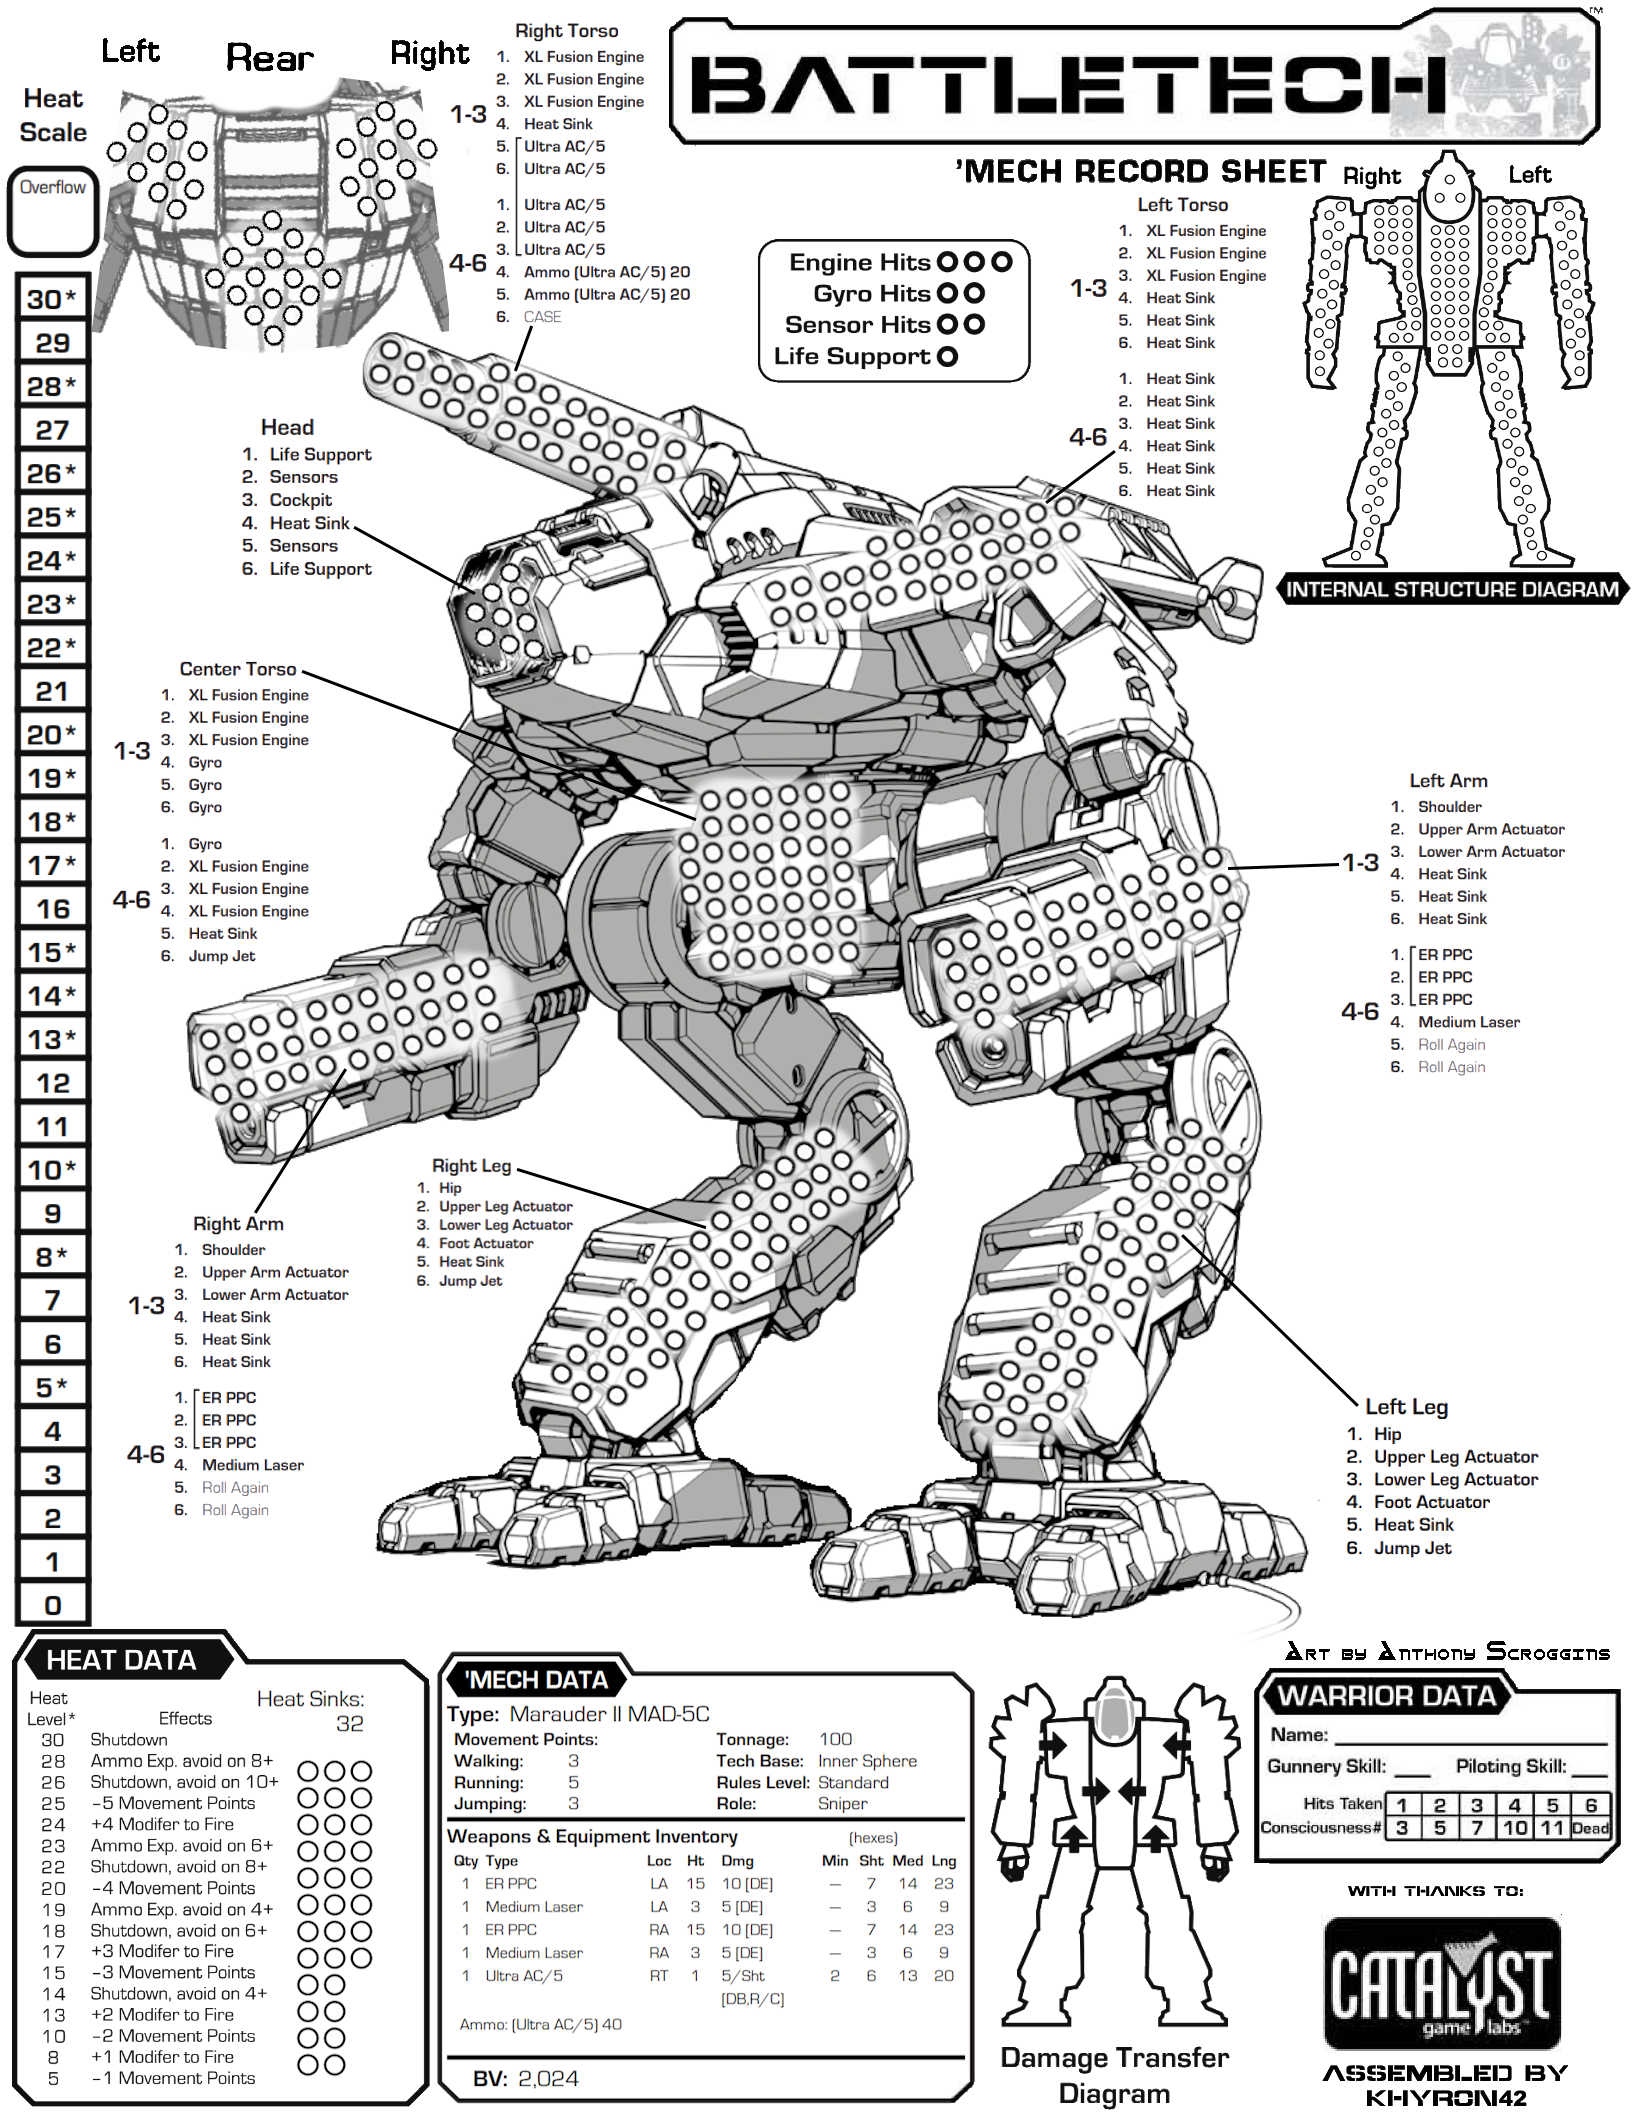 Left Rear Right
Heat
Scale
Overflow
30*
29
28*
27
26*
25*
24*
23*
22*
21
20*
19*
18*
17*
16
15*
14*
13*
12
11
10*
9
8*
7
6
5*
4
3
2
1
0
Right Torso
1-3
1. XL Fusion Engine
2. XL Fusion Engine
3. XL Fusion Engine
4. Heat Sink
5. Ultra AC/5
6. Ultra AC/5
4-6
1. Ultra AC/5
2. Ultra AC/5
3. Ultra AC/5
4. Ammo (Ultra AC/5) 20
5. Ammo (Ultra AC/5) 20
6. CASE
BATTLETECH
TM
'MECH RECORD SHEET
Right Left
Engine Hits
Gyro Hits
Sensor Hits
Life Support
Left Torso
1-3
1. XL Fusion Engine
2. XL Fusion Engine
3. XL Fusion Engine
4. Heat Sink
5. Heat Sink
6. Heat Sink
4-6
1. Heat Sink
2. Heat Sink
3. Heat Sink
4. Heat Sink
5. Heat Sink
6. Heat Sink
INTERNAL STRUCTURE DIAGRAM
Head
1. Life Support
2. Sensors
3. Cockpit
4. Heat Sink
5. Sensors
6. Life Support
Center Torso
1-3
1. XL Fusion Engine
2. XL Fusion Engine
3. XL Fusion Engine
4. Gyro
5. Gyro
6. Gyro
4-6
1. Gyro
2. XL Fusion Engine
3. XL Fusion Engine
4. XL Fusion Engine
5. Heat Sink
6. Jump Jet
Left Arm
1-3
1. Shoulder
2. Upper Arm Actuator
3. Lower Arm Actuator
4. Heat Sink
5. Heat Sink
6. Heat Sink
4-6
1. ER PPC
2. ER PPC
3. ER PPC
4. Medium Laser
5. Roll Again
6. Roll Again
Right Leg
1. Hip
2. Upper Leg Actuator
3. Lower Leg Actuator
4. Foot Actuator
5. Heat Sink
6. Jump Jet
Right Arm
1-3
1. Shoulder
2. Upper Arm Actuator
3. Lower Arm Actuator
4. Heat Sink
5. Heat Sink
6. Heat Sink
4-6
1. ER PPC
2. ER PPC
3. ER PPC
4. Medium Laser
5. Roll Again
6. Roll Again
Left Leg
1. Hip
2. Upper Leg Actuator
3. Lower Leg Actuator
4. Foot Actuator
5. Heat Sink
6. Jump Jet
HEAT DATA
Heat
Level* Effects
Heat Sinks:
32
30 Shutdown
28 Ammo Exp. avoid on 8+
26 Shutdown, avoid on 10+
25 -5 Movement Points
24 +4 Modifer to Fire
23 Ammo Exp. avoid on 6+
22 Shutdown, avoid on 8+
20 -4 Movement Points
19 Ammo Exp. avoid on 4+
18 Shutdown, avoid on 6+
17 +3 Modifer to Fire
15 -3 Movement Points
14 Shutdown, avoid on 4+
13 +2 Modifer to Fire
10 -2 Movement Points
8 +1 Modifer to Fire
5 -1 Movement Points
'MECH DATA
Type: Marauder II MAD-5C
Movement Points: Tonnage: 100
Walking: 3 Tech Base: Inner Sphere
Running: 5 Rules Level: Standard
Jumping: 3 Role: Sniper
Weapons & Equipment Inventory (hexes)
Qty Type Loc Ht Dmg Min Sht Med Lng
1 ER PPC LA 15 10 [DE] — 7 14 23
1 Medium Laser LA 3 5 [DE] — 3 6 9
1 ER PPC RA 15 10 [DE] — 7 14 23
1 Medium Laser RA 3 5 [DE] — 3 6 9
1 Ultra AC/5 RT 1 5/Sht 2 6 13 20
[DB,R/C]
Ammo: (Ultra AC/5) 40
BV: 2,024
Damage Transfer
Diagram
Art by Anthony Scroggins
WARRIOR DATA
Name:
Gunnery Skill: Piloting Skill:
Hits Taken 1 2 3 4 5 6
Consciousness# 3 5 7 10 11 Dead
WITH THANKS TO:
CATALYST
game labs
ASSEMBLED BY
KHYRON42